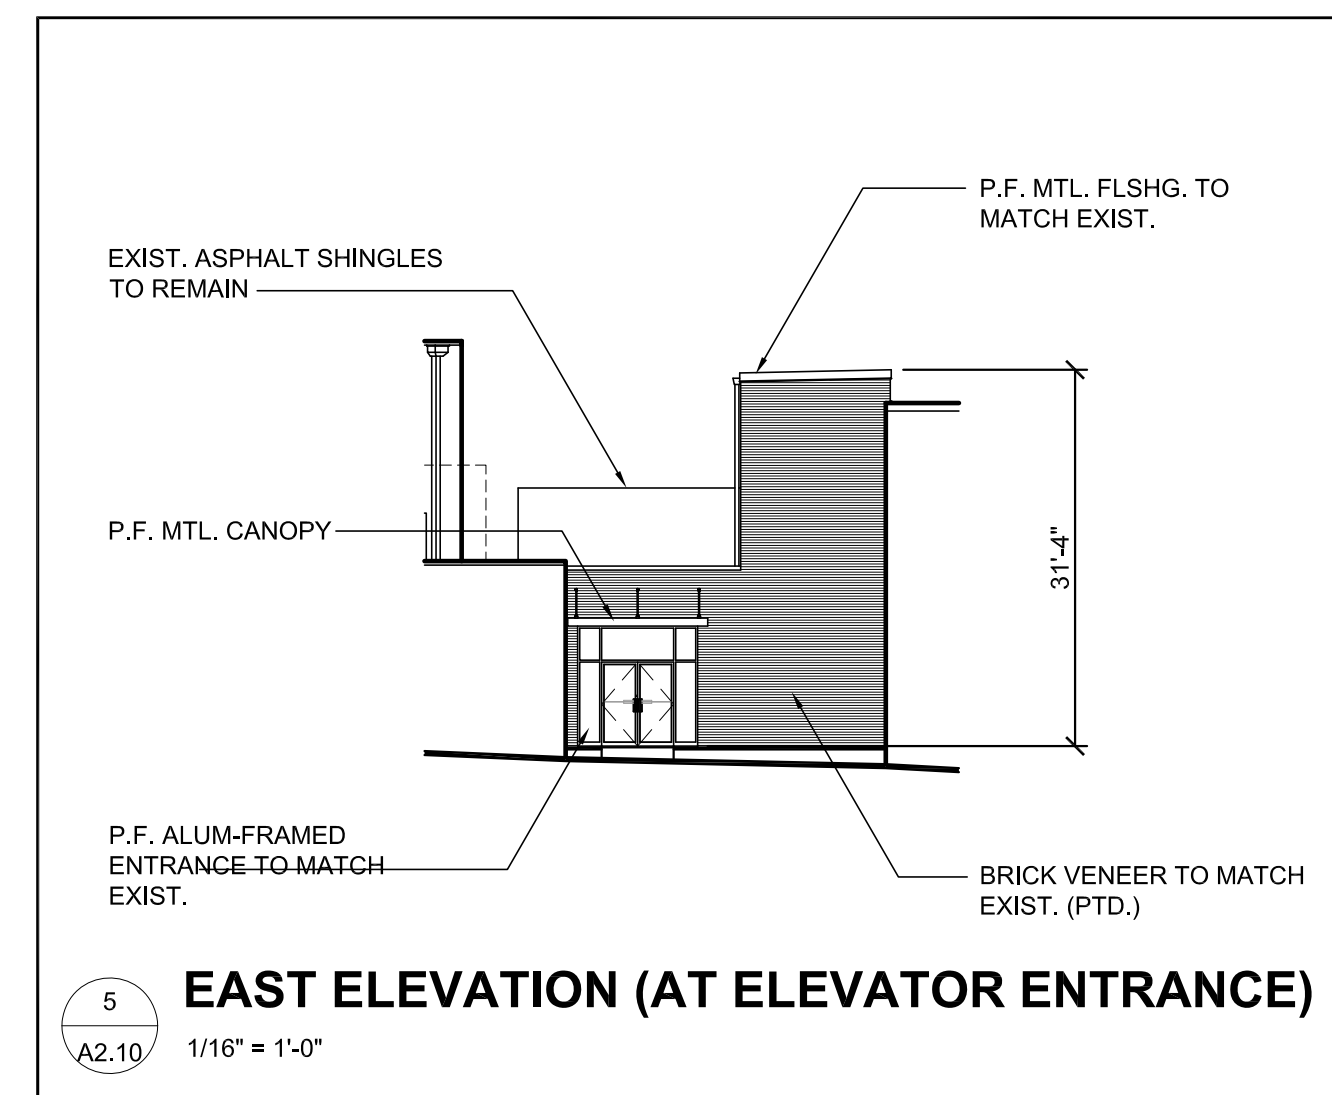 P.F. MTL. FLSHG. TO
MATCH EXIST.
EXIST. ASPHALT SHINGLES
TO REMAIN
P.F. MTL. CANOPY
31'-4"
P.F. ALUM-FRAMED
ENTRANCE TO MATCH
EXIST.
BRICK VENEER TO MATCH
EXIST. (PTD.)
5
A2.10
EAST ELEVATION (AT ELEVATOR ENTRANCE)
1/16" = 1'-0"